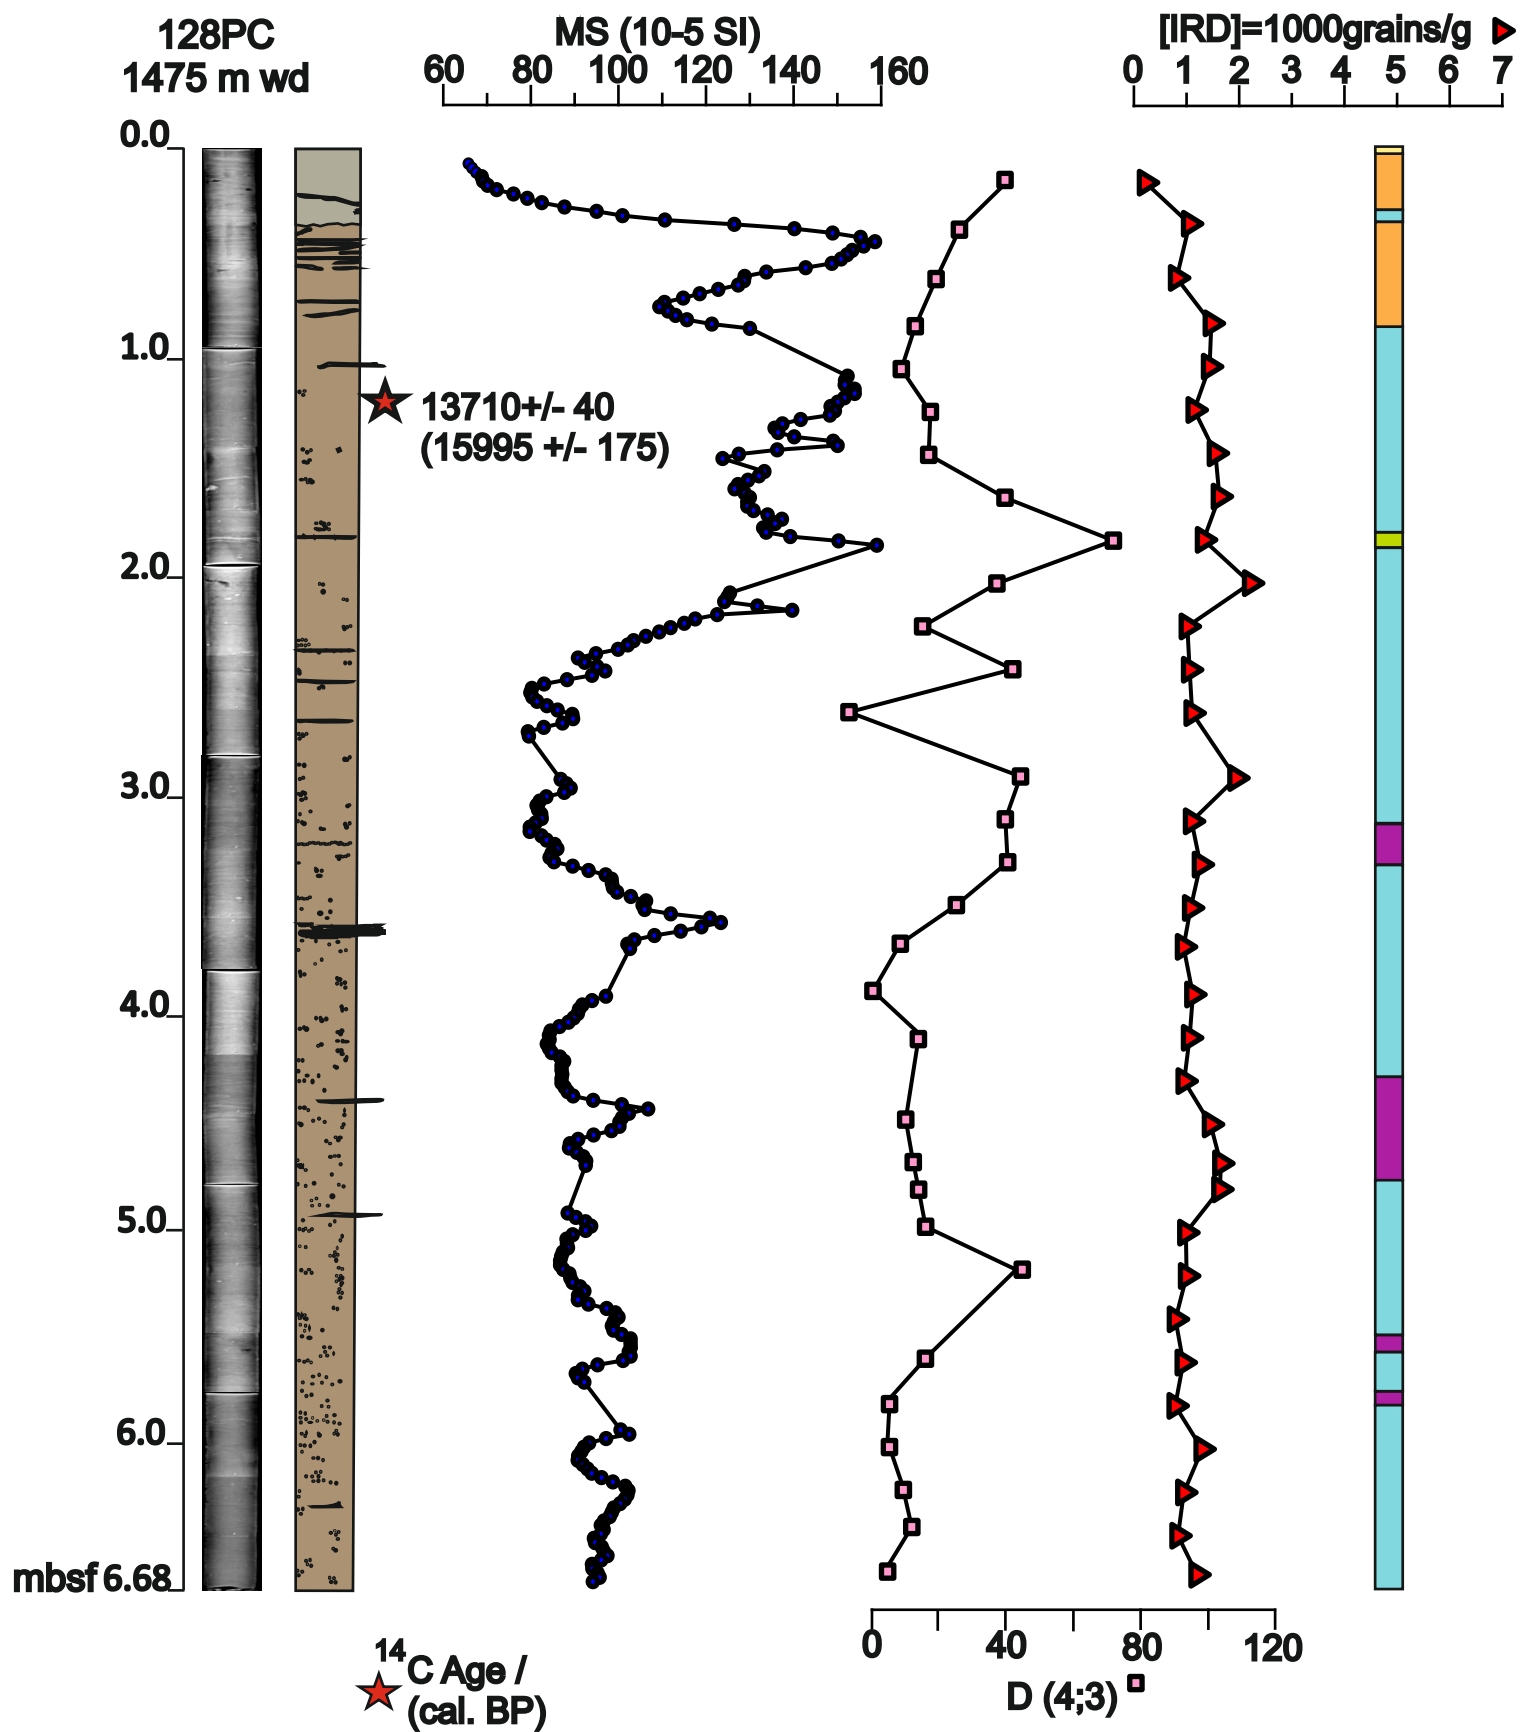 128PC
1475 m wd
MS (10-5 SI)
60 80 100 120 140 160
[IRD]=1000grains/g
0 1 2 3 4 5 6 7
0.0
1.0
13710+/- 40
(15995 +/- 175)
2.0
3.0
4.0
5.0
6.0
mbsf 6.68
0 40 80 120
D (4;3)
14C Age /
(cal. BP)